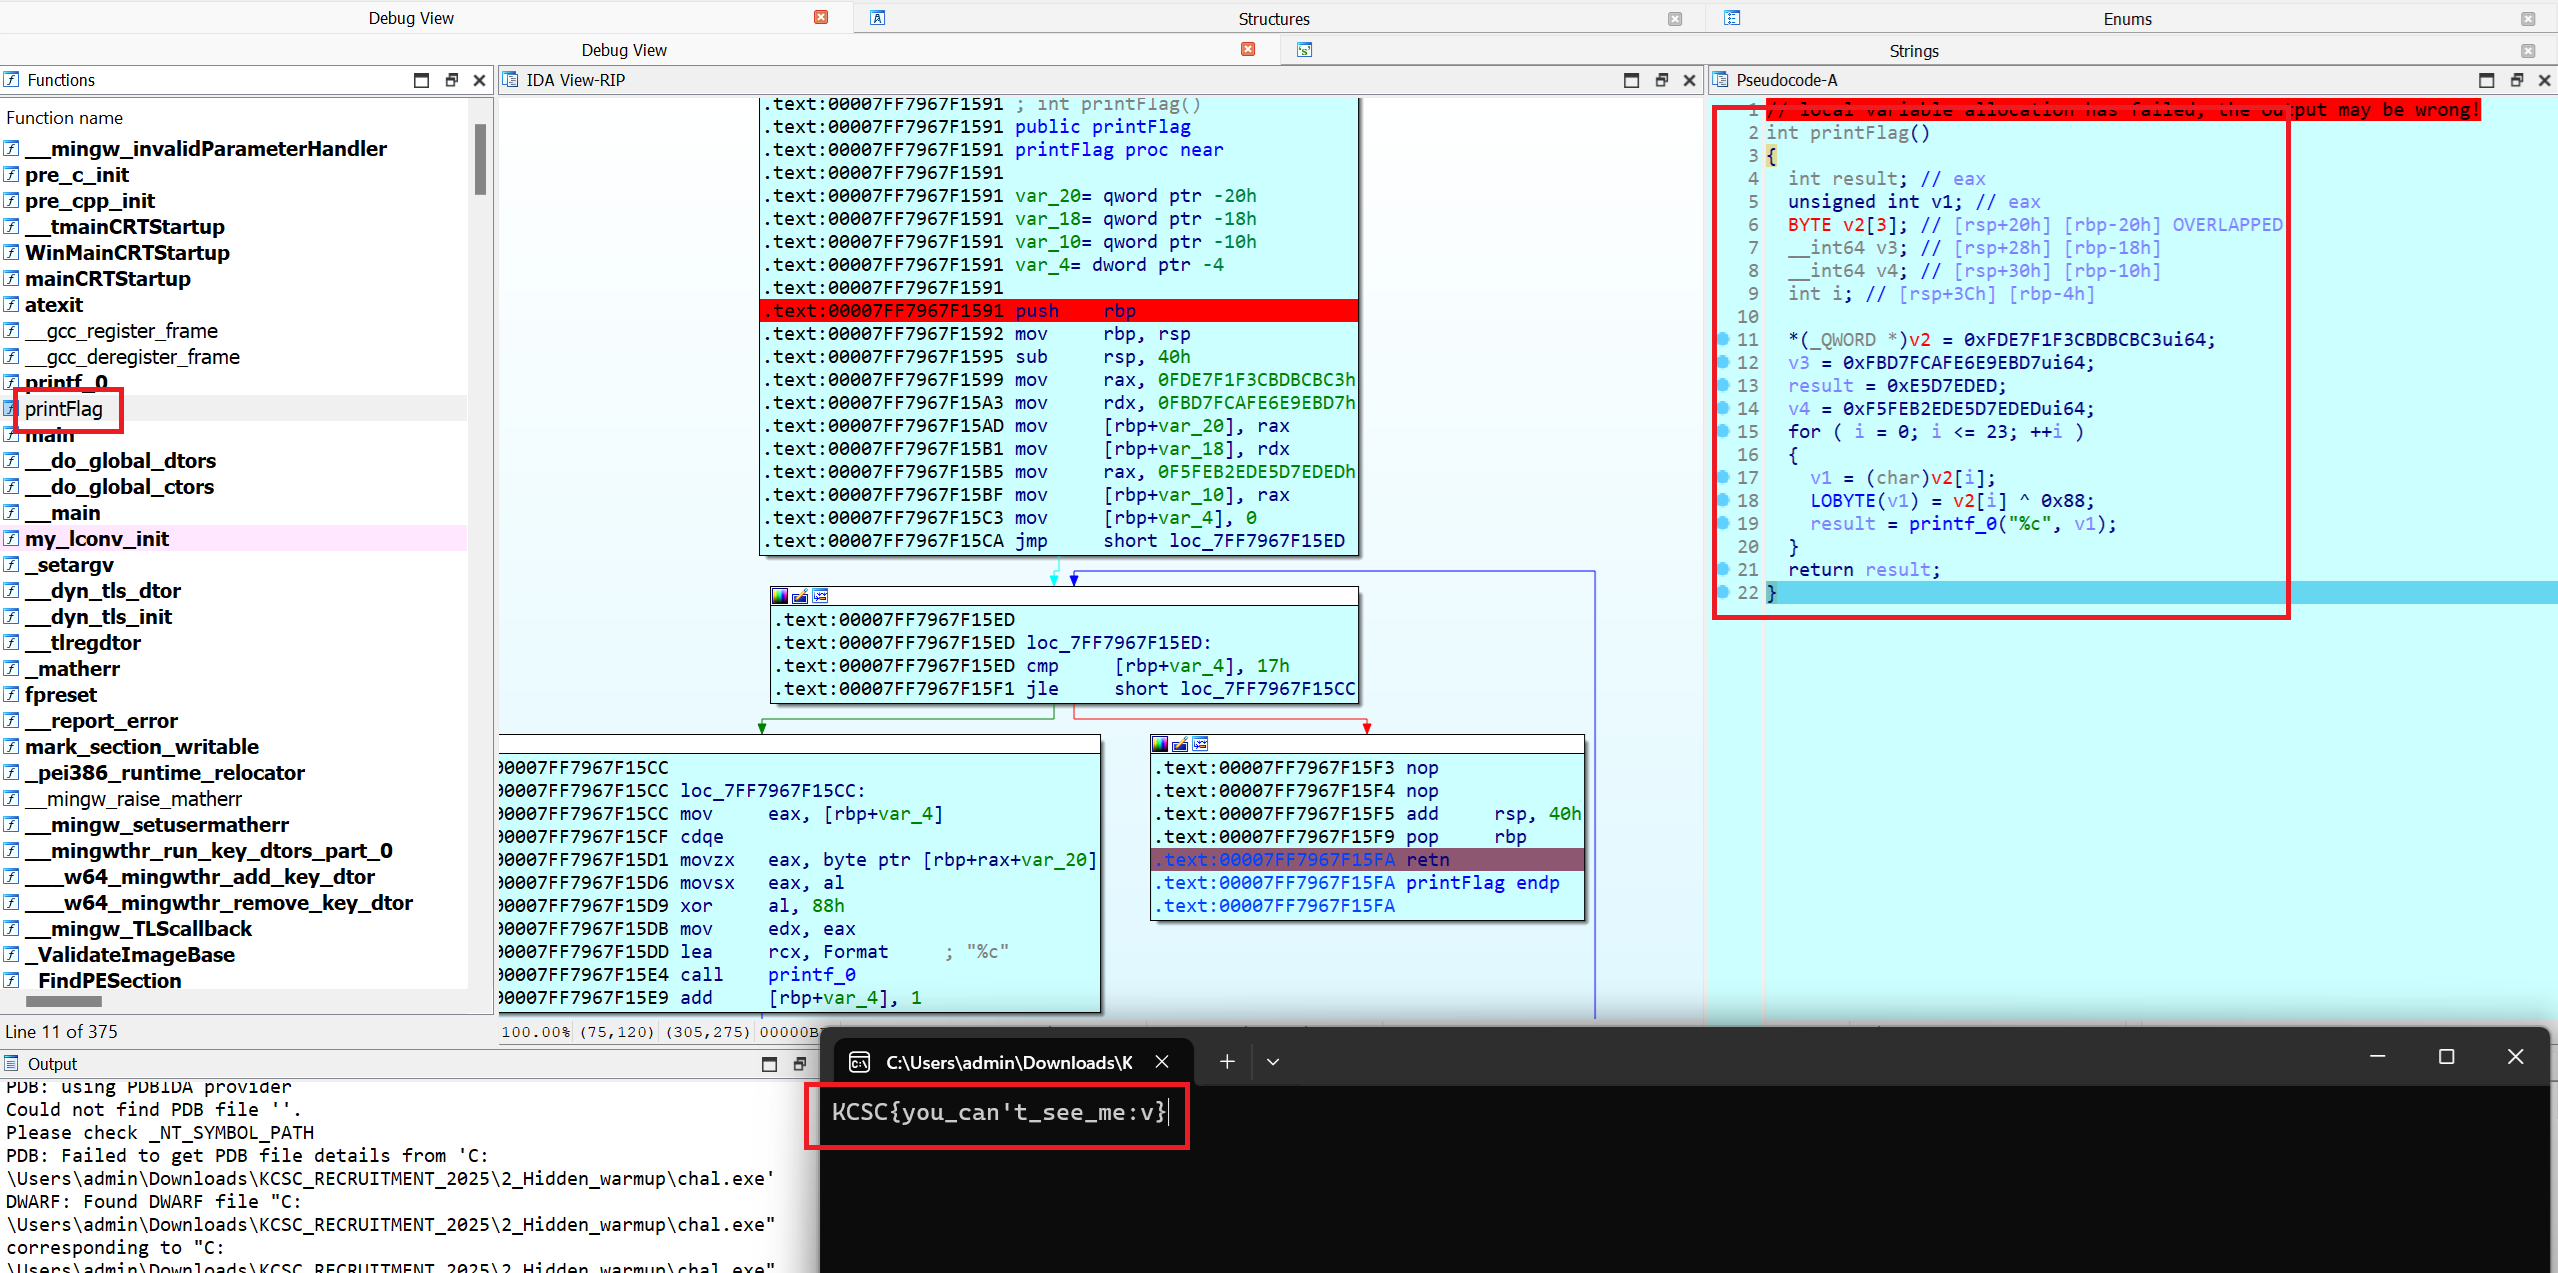 Debug View
Structures
Enums
Debug View
Strings
Functions
Function name
__mingw_invalidParameterHandler
pre_c_init
pre_cpp_init
__tmainCRTStartup
WinMainCRTStartup
mainCRTStartup
atexit
__gcc_register_frame
__gcc_deregister_frame
printf_0
printFlag
main
__do_global_dtors
__do_global_ctors
__main
my_lconv_init
_setargv
__dyn_tls_dtor
__dyn_tls_init
__tlregdtor
_matherr
fpreset
__report_error
mark_section_writable
_pei386_runtime_relocator
__mingw_raise_matherr
__mingw_setusermatherr
__mingwthr_run_key_dtors_part_0
___w64_mingwthr_add_key_dtor
___w64_mingwthr_remove_key_dtor
__mingw_TLScallback
_ValidateImageBase
_FindPESection
Line 11 of 375
IDA View-RIP
.text:00007FF7967F1591 ; int printFlag()
.text:00007FF7967F1591 public printFlag
.text:00007FF7967F1591 printFlag proc near
.text:00007FF7967F1591
.text:00007FF7967F1591 var_20= qword ptr -20h
.text:00007FF7967F1591 var_18= qword ptr -18h
.text:00007FF7967F1591 var_10= qword ptr -10h
.text:00007FF7967F1591 var_4= dword ptr -4
.text:00007FF7967F1591
.text:00007FF7967F1591 push rbp
.text:00007FF7967F1592 mov rbp, rsp
.text:00007FF7967F1595 sub rsp, 40h
.text:00007FF7967F1599 mov rax, 0FDE7F1F3CBDBCBC3h
.text:00007FF7967F15A3 mov rdx, 0FBD7FCAFE6E9EBD7h
.text:00007FF7967F15AD mov [rbp+var_20], rax
.text:00007FF7967F15B1 mov [rbp+var_18], rdx
.text:00007FF7967F15B5 mov rax, 0F5FEB2EDE5D7EDEDh
.text:00007FF7967F15BF mov [rbp+var_10], rax
.text:00007FF7967F15C3 mov [rbp+var_4], 0
.text:00007FF7967F15CA jmp short loc_7FF7967F15ED
.text:00007FF7967F15ED
.text:00007FF7967F15ED loc_7FF7967F15ED:
.text:00007FF7967F15ED cmp [rbp+var_4], 17h
.text:00007FF7967F15F1 jle short loc_7FF7967F15CC
00007FF7967F15CC
00007FF7967F15CC loc_7FF7967F15CC:
00007FF7967F15CC mov eax, [rbp+var_4]
00007FF7967F15CF cdqe
00007FF7967F15D1 movzx eax, byte ptr [rbp+rax+var_20]
00007FF7967F15D6 movsx eax, al
00007FF7967F15D9 xor al, 88h
00007FF7967F15DB mov edx, eax
00007FF7967F15DD lea rcx, Format ; "%c"
00007FF7967F15E4 call printf_0
00007FF7967F15E9 add [rbp+var_4], 1
.text:00007FF7967F15F3 nop
.text:00007FF7967F15F4 nop
.text:00007FF7967F15F5 add rsp, 40h
.text:00007FF7967F15F9 pop rbp
.text:00007FF7967F15FA retn
.text:00007FF7967F15FA printFlag endp
.text:00007FF7967F15FA
100.00% (75,120) (305,275)
Pseudocode-A
1 // local variable allocation has failed, the output may be wrong!
2 int printFlag()
3 {
4 int result; // eax
5 unsigned int v1; // eax
6 BYTE v2[3]; // [rsp+20h] [rbp-20h] OVERLAPPED
7 __int64 v3; // [rsp+28h] [rbp-18h]
8 __int64 v4; // [rsp+30h] [rbp-10h]
9 int i; // [rsp+3Ch] [rbp-4h]
10
11 *(_QWORD *)v2 = 0xFDE7F1F3CBDBCBC3ui64;
12 v3 = 0xFBD7FCAFE6E9EBD7ui64;
13 result = 0xE5D7EDED;
14 v4 = 0xF5FEB2EDE5D7EDEDui64;
15 for ( i = 0; i <= 23; ++i )
16 {
17 v1 = (char)v2[i];
18 LOBYTE(v1) = v2[i] ^ 0x88;
19 result = printf_0("%c", v1);
20 }
21 return result;
22 }
Output
PDB: using PDBIDA provider
Could not find PDB file ''.
Please check _NT_SYMBOL_PATH
PDB: Failed to get PDB file details from 'C:
\Users\admin\Downloads\KCSC_RECRUITMENT_2025\2_Hidden_warmup\chal.exe'
DWARF: Found DWARF file "C:
\Users\admin\Downloads\KCSC_RECRUITMENT_2025\2_Hidden_warmup\chal.exe"
corresponding to "C:
\Users\admin\Downloads\KCSC_RECRUITMENT_2025\2_Hidden_warmup\chal.exe"
C:\Users\admin\Downloads\K
KCSC{you_can't_see_me:v}